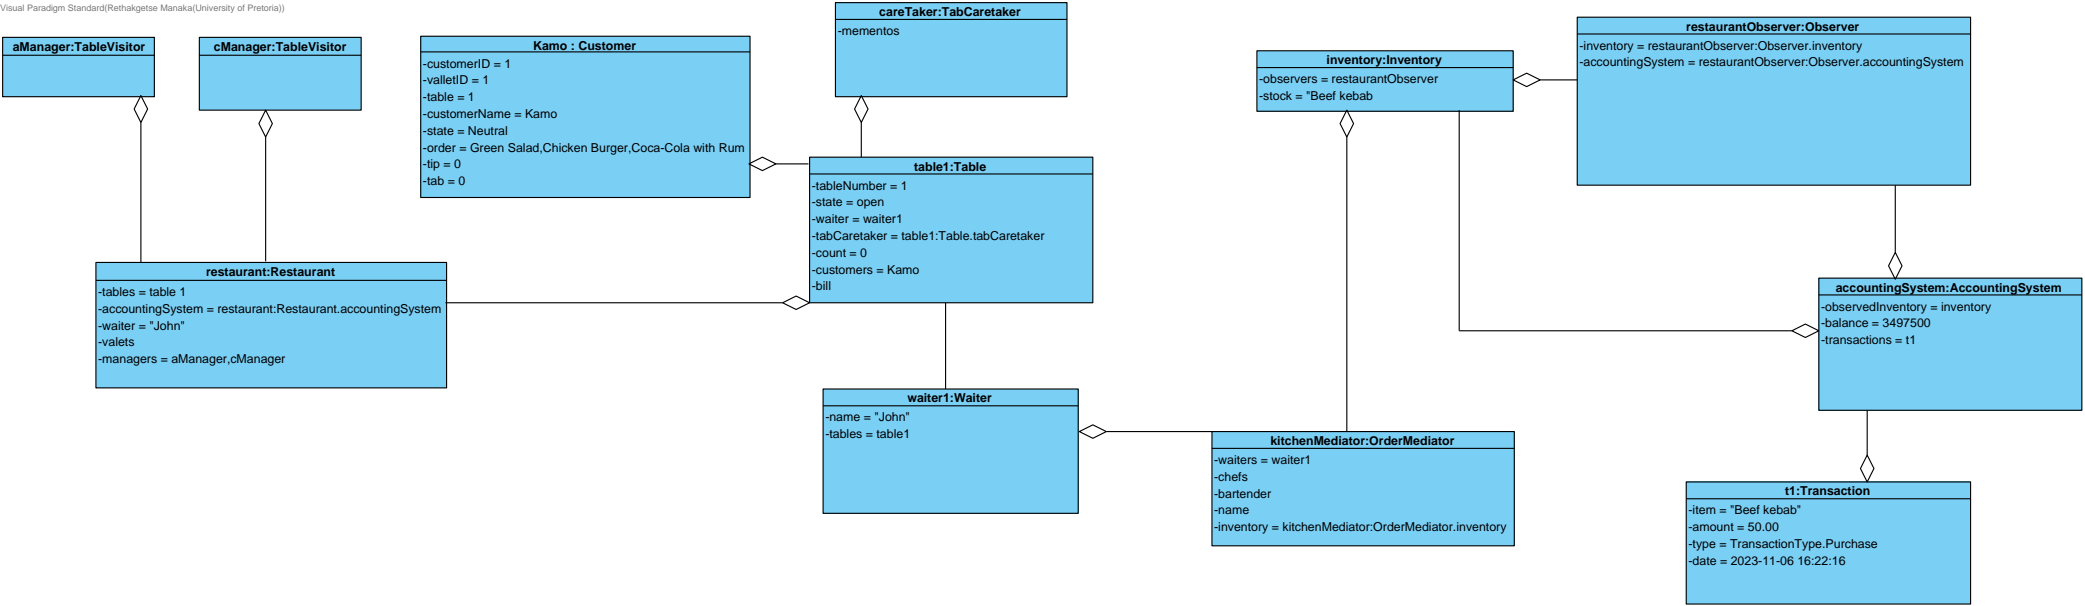 Visual Paradigm Standard(Rethakgetse Manaka(University of Pretoria))
aManager:TableVisitor
cManager:TableVisitor
Kamo : Customer
-customerID = 1
-valletID = 1
-table = 1
-customerName = Kamo
-state = Neutral
-order = Green Salad,Chicken Burger,Coca-Cola with Rum
-tip = 0
-tab = 0
careTaker:TabCaretaker
-mementos
inventory:Inventory
-observers = restaurantObserver
-stock = "Beef kebab
restaurantObserver:Observer
-inventory = restaurantObserver:Observer.inventory
-accountingSystem = restaurantObserver:Observer.accountingSystem
table1:Table
-tableNumber = 1
-state = open
-waiter = waiter1
-tabCaretaker = table1:Table.tabCaretaker
-count = 0
-customers = Kamo
-bill
restaurant:Restaurant
-tables = table 1
-accountingSystem = restaurant:Restaurant.accountingSystem
-waiter = "John"
-valets
-managers = aManager,cManager
accountingSystem:AccountingSystem
-observedInventory = inventory
-balance = 3497500
-transactions = t1
waiter1:Waiter
-name = "John"
-tables = table1
kitchenMediator:OrderMediator
-waiters = waiter1
-chefs
-bartender
-name
-inventory = kitchenMediator:OrderMediator.inventory
t1:Transaction
-item = "Beef kebab"
-amount = 50.00
-type = TransactionType.Purchase
-date = 2023-11-06 16:22:16